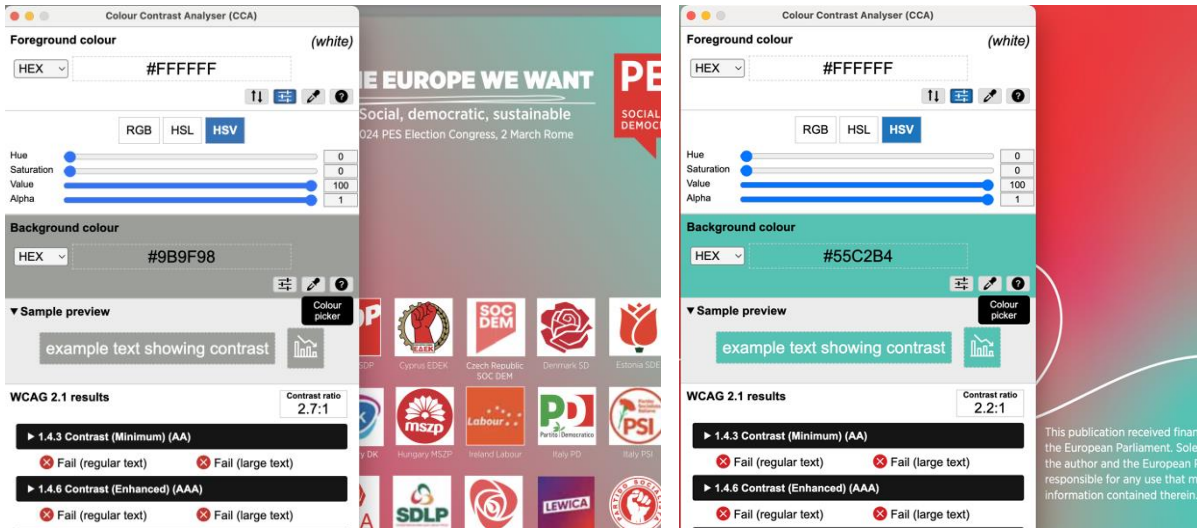 Colour Contrast Analyser (CCA)
Foreground colour
(white)
HEX
#FFFFFF
RGB
HSL
HSV
Hue
0
Saturation
0
Value
100
Alpha
1
Background colour
HEX
#9B9F98
Colour
picker
▼ Sample preview
example text showing contrast
WCAG 2.1 results
Contrast ratio
2.7:1
▶ 1.4.3 Contrast (Minimum) (AA)
Fail (regular text)
Fail (large text)
▶ 1.4.6 Contrast (Enhanced) (AAA)
Fail (regular text)
Fail (large text)
EUROPE WE WANT
Social, democratic, sustainable
PES Election Congress, 2 March Rome
PE
SOCIAL
EDEK
SOC
DEM
Cyprus EDEK
Czech Republic
SOC DEM
Denmark SD
Estonia SDE
mszp
Labour
PD
Partito Democratico
PSI
Hungary MSZP
Ireland Labour
Italy PD
Italy PSI
SDLP
LEWICA
Colour Contrast Analyser (CCA)
Foreground colour
(white)
HEX
#FFFFFF
RGB
HSL
HSV
Hue
0
Saturation
0
Value
100
Alpha
1
Background colour
HEX
#55C2B4
Colour
picker
▼ Sample preview
example text showing contrast
WCAG 2.1 results
Contrast ratio
2.2:1
▶ 1.4.3 Contrast (Minimum) (AA)
Fail (regular text)
Fail (large text)
▶ 1.4.6 Contrast (Enhanced) (AAA)
Fail (regular text)
Fail (large text)
This publication received finan
the European Parliament. Sole
the author and the European P
responsible for any use that m
information contained therein.